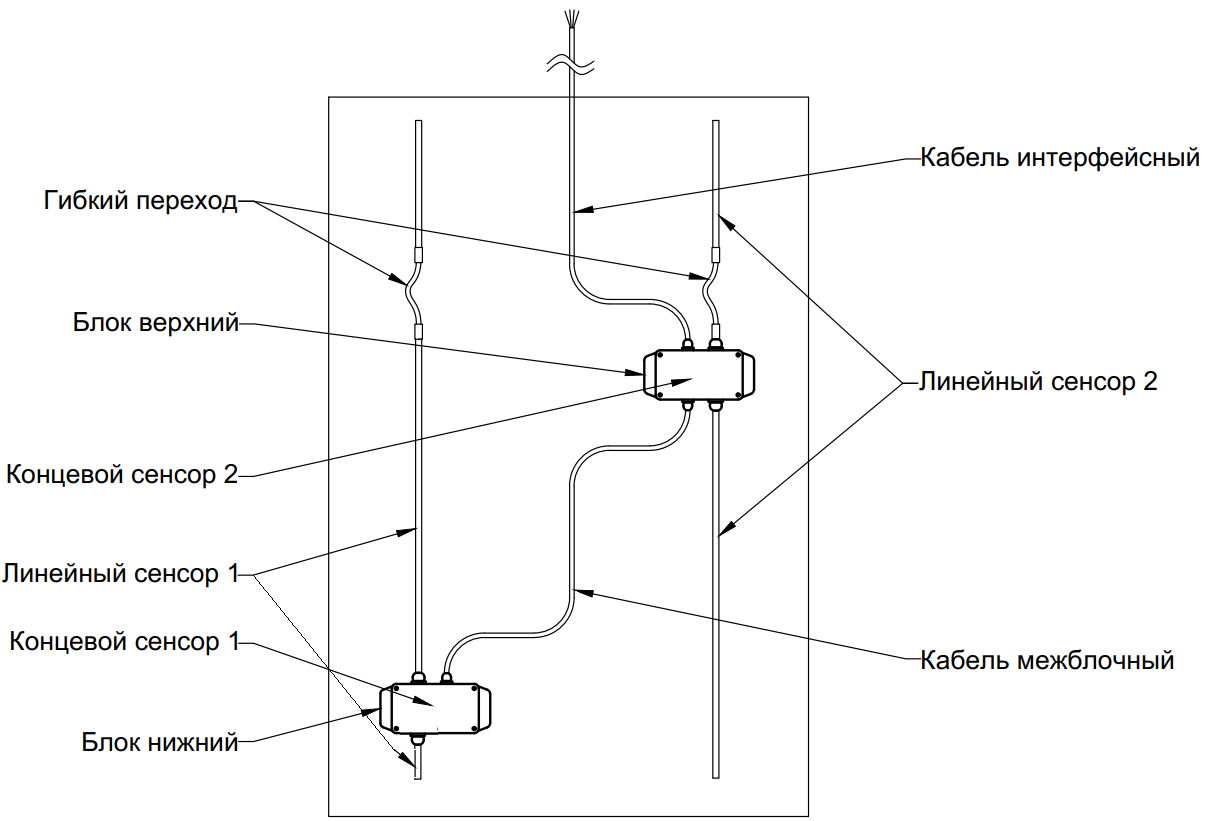 Кабель интерфейсный
Гибкий переход
Блок верхний
Линейный сенсор 2
Концевой сенсор 2
Линейный сенсор 1
Концевой сенсор 1
Кабель межблочный
Блок нижний